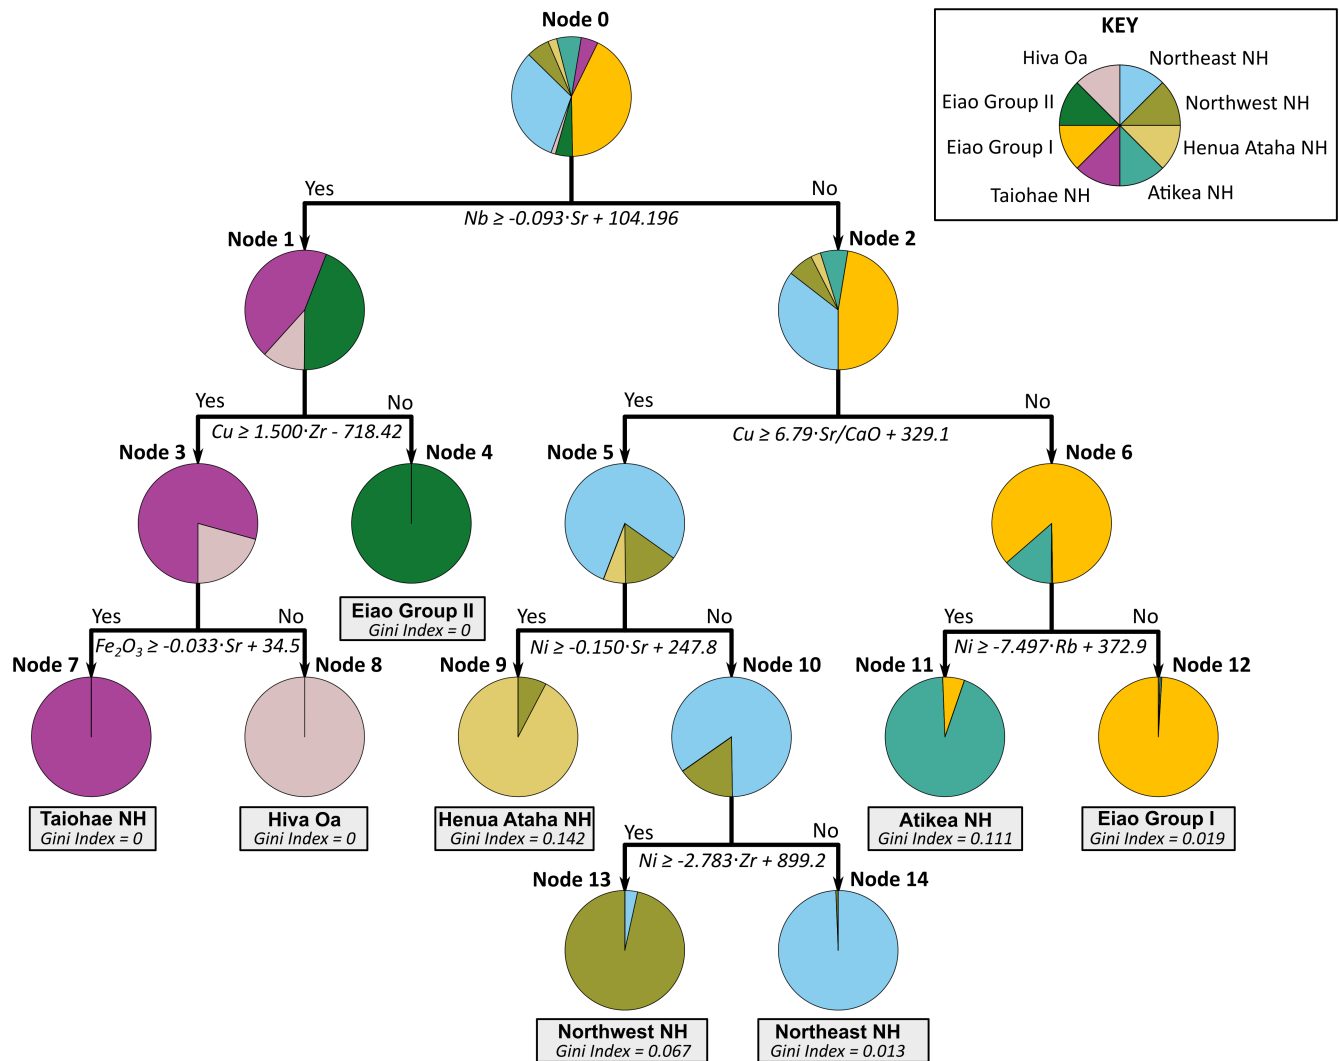 Node 0
KEY
Hiva Oa
Northeast NH
Eiao Group II
Northwest NH
Eiao Group I
Henua Ataha NH
Taiohae NH
Atikea NH
Yes
No
Nb ≥ -0.093·Sr + 104.196
Node 1
Node 2
Yes
No
Cu ≥ 1.500·Zr - 718.42
Yes
No
Cu ≥ 6.79·Sr/CaO + 329.1
Node 3
Node 4
Node 5
Node 6
Eiao Group II
Gini Index = 0
Yes
No
Fe₂O₃ ≥ -0.033·Sr + 34.5
Yes
No
Ni ≥ -0.150·Sr + 247.8
Yes
No
Ni ≥ -7.497·Rb + 372.9
Node 7
Node 8
Node 9
Node 10
Node 11
Node 12
Taiohae NH
Gini Index = 0
Hiva Oa
Gini Index = 0
Henua Ataha NH
Gini Index = 0.142
Atikea NH
Gini Index = 0.111
Eiao Group I
Gini Index = 0.019
Yes
No
Ni ≥ -2.783·Zr + 899.2
Node 13
Node 14
Northwest NH
Gini Index = 0.067
Northeast NH
Gini Index = 0.013